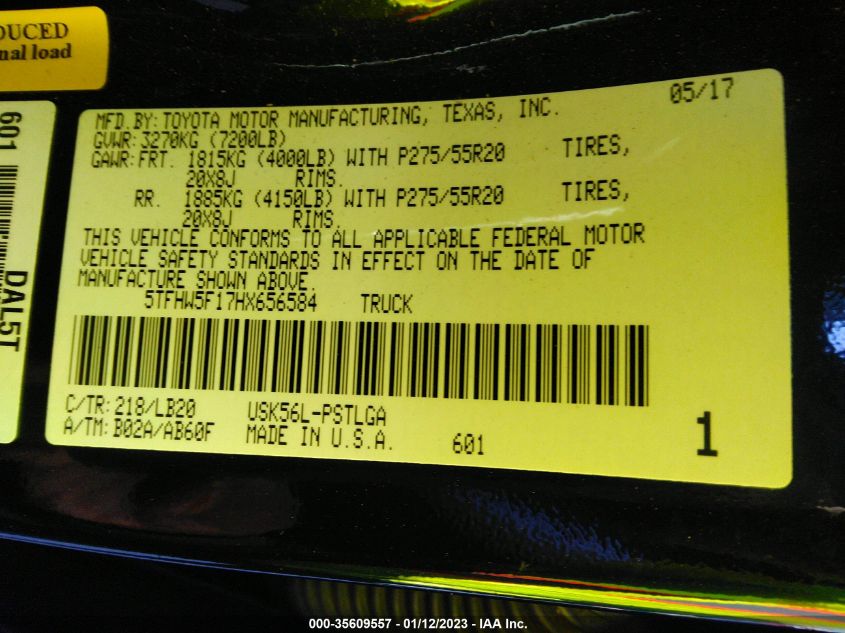 DUCED
nal load
601
DAL5T
05/17
MFD.BY: TOYOTA MOTOR MANUFACTURING, TEXAS, INC.
GVWR: 3270KG (7200LB)
GAWR: FRT. 1815KG (4000LB) WITH P275/55R20 TIRES,
20X8J RIMS.
RR. 1885KG (4150LB) WITH P275/55R20 TIRES,
20X8J RIMS.
THIS VEHICLE CONFORMS TO ALL APPLICABLE FEDERAL MOTOR
VEHICLE SAFETY STANDARDS IN EFFECT ON THE DATE OF
MANUFACTURE SHOWN ABOVE.
5TFHW5F17HX656584 TRUCK
C/TR: 218/LB20 USK56L-PSTLGA
A/TM: B02A/AB60F MADE IN U.S.A. 601 1
000-35609557 - 01/12/2023 - IAA Inc.